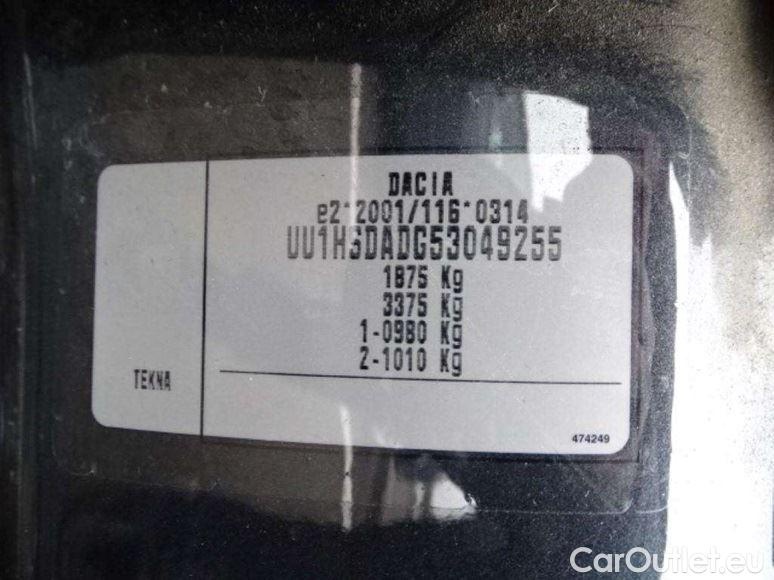 DACIA
e2*2001/116*0314
UU1HSDADG53049255
1875 Kg
3375 Kg
1-0980 Kg
2-1010 Kg
TEKNA
474249
CarOutlet.eu